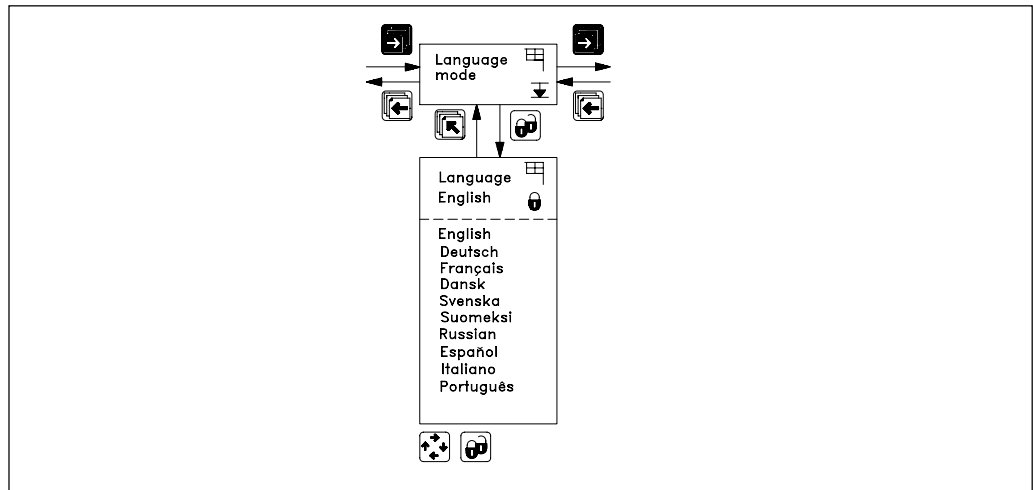 Language
mode
Language
English
English
Deutsch
Français
Dansk
Svenska
Suomeksi
Russian
Español
Italiano
Português